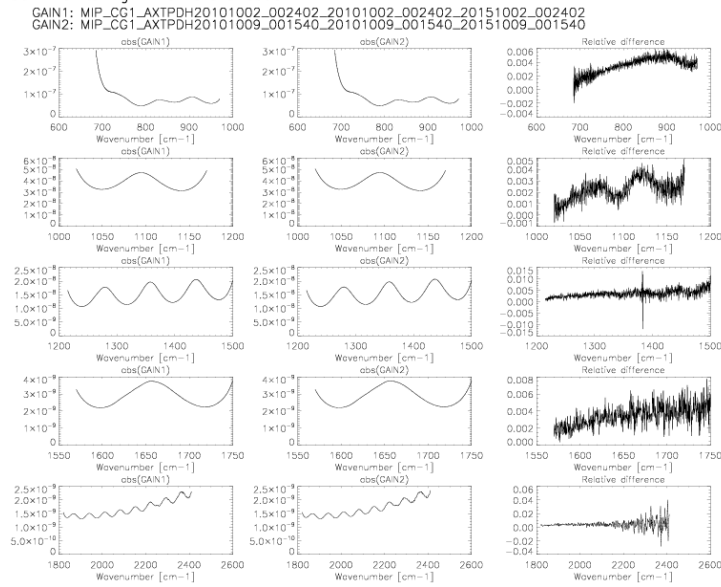 GAIN1: MIP_CG1_AXTPDH20101002_002402_20101002_002402_20151002_002402
GAIN2: MIP_CG1_AXTPDH20101009_001540_20101009_001540_20151009_001540
abs(GAIN1) abs(GAIN2) Relative difference
3×10⁻⁷ 3×10⁻⁷ 0.006
0.004
2×10⁻⁷ 2×10⁻⁷ 0.002
0.000
1×10⁻⁷ 1×10⁻⁷ −0.002
0 0 −0.004
600 700 800 900 1000 600 700 800 900 1000 600 700 800 900 1000
Wavenumber [cm−1] Wavenumber [cm−1] Wavenumber [cm−1]
abs(GAIN1) abs(GAIN2) Relative difference
6×10⁻⁸ 6×10⁻⁸ 0.005
5×10⁻⁸ 5×10⁻⁸ 0.004
4×10⁻⁸ 4×10⁻⁸ 0.003
3×10⁻⁸ 3×10⁻⁸ 0.002
2×10⁻⁸ 2×10⁻⁸ 0.001
1×10⁻⁸ 1×10⁻⁸ 0.000
0 0 −0.001
1000 1050 1100 1150 1200 1000 1050 1100 1150 1200 1000 1050 1100 1150 1200
Wavenumber [cm−1] Wavenumber [cm−1] Wavenumber [cm−1]
abs(GAIN1) abs(GAIN2) Relative difference
2.5×10⁻⁸ 2.5×10⁻⁸ 0.015
2.0×10⁻⁸ 2.0×10⁻⁸ 0.010
1.5×10⁻⁸ 1.5×10⁻⁸ 0.005
1.0×10⁻⁸ 1.0×10⁻⁸ 0.000
−0.005
5.0×10⁻⁹ 5.0×10⁻⁹ −0.010
0 0 −0.015
1200 1300 1400 1500 1200 1300 1400 1500 1200 1300 1400 1500
Wavenumber [cm−1] Wavenumber [cm−1] Wavenumber [cm−1]
abs(GAIN1) abs(GAIN2) Relative difference
4×10⁻⁹ 4×10⁻⁹ 0.008
3×10⁻⁹ 3×10⁻⁹ 0.006
2×10⁻⁹ 2×10⁻⁹ 0.004
1×10⁻⁹ 1×10⁻⁹ 0.002
0 0 0.000
1550 1600 1650 1700 1750 1550 1600 1650 1700 1750 1550 1600 1650 1700 1750
Wavenumber [cm−1] Wavenumber [cm−1] Wavenumber [cm−1]
abs(GAIN1) abs(GAIN2) Relative difference
2.5×10⁻⁹ 2.5×10⁻⁹ 0.06
2.0×10⁻⁹ 2.0×10⁻⁹ 0.04
1.5×10⁻⁹ 1.5×10⁻⁹ 0.02
1.0×10⁻⁹ 1.0×10⁻⁹ 0.00
5.0×10⁻¹⁰ 5.0×10⁻¹⁰ −0.02
0 0 −0.04
1800 2000 2200 2400 2600 1800 2000 2200 2400 2600 1800 2000 2200 2400 2600
Wavenumber [cm−1] Wavenumber [cm−1] Wavenumber [cm−1]